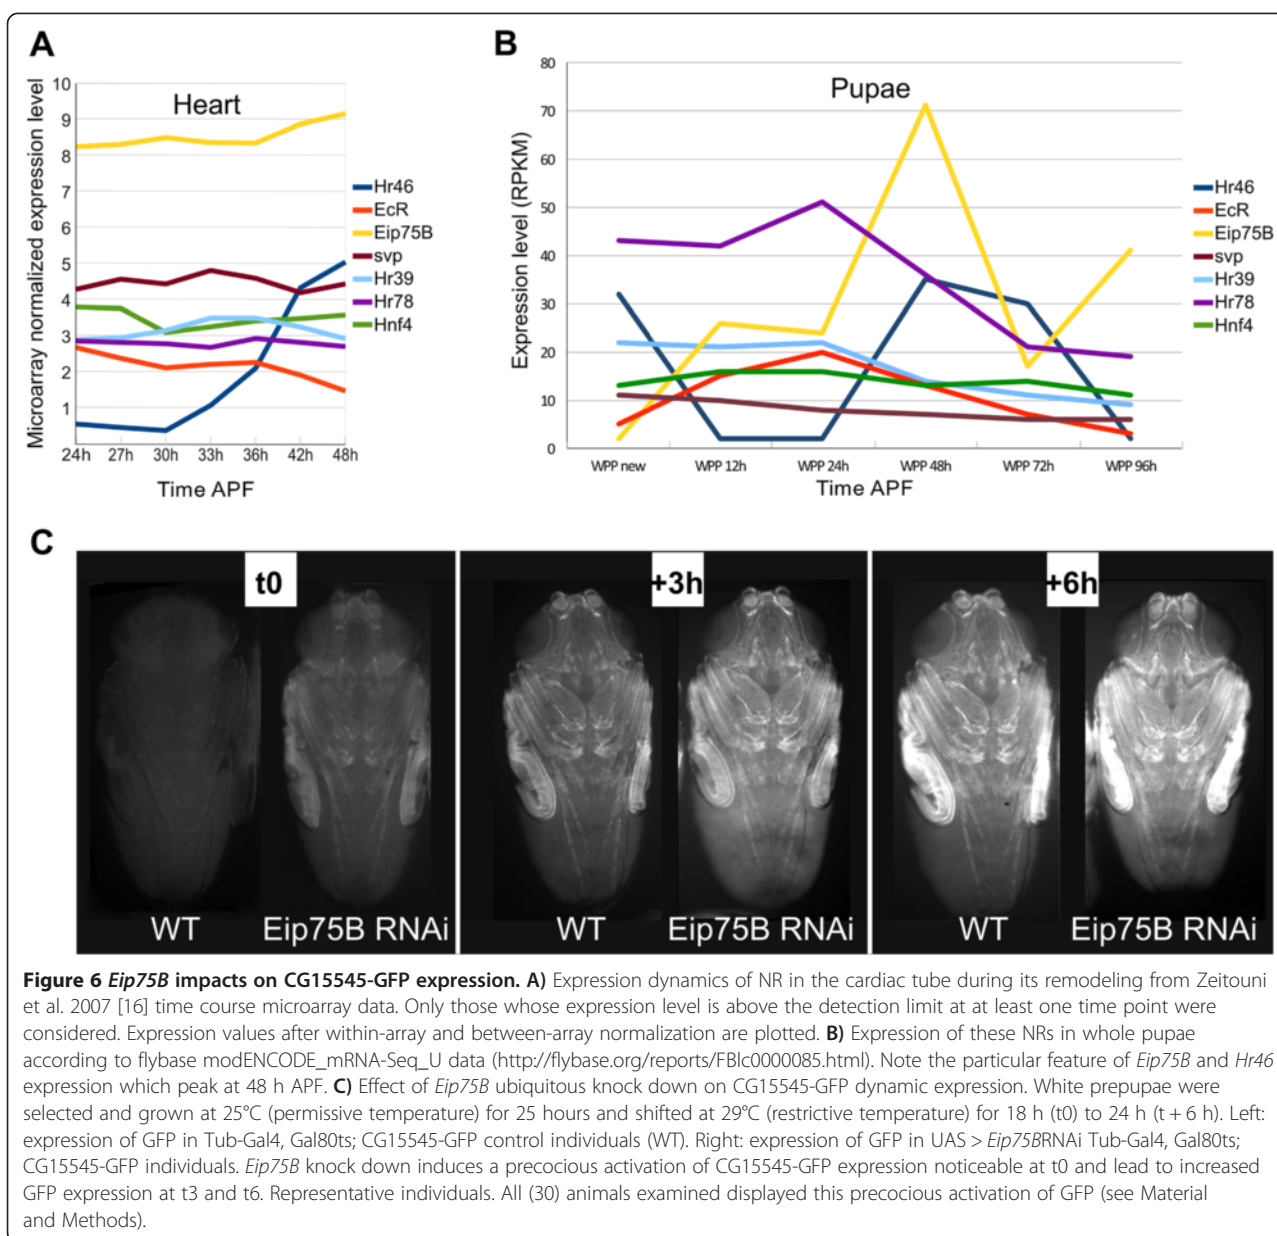 A
Heart
Microarray normalized expression level
10
9
8
7
6
5
4
3
2
1
24h 27h 30h 33h 36h 42h 48h
Time APF
Hr46
EcR
Eip75B
svp
Hr39
Hr78
Hnf4
B
Pupae
Expression level (RPKM)
80
70
60
50
40
30
20
10
0
WPP new WPP 12h WPP 24h WPP 48h WPP 72h WPP 96h
Time APF
Hr46
EcR
Eip75B
svp
Hr39
Hr78
Hnf4
C
t0
+3h
+6h
WT Eip75B RNAi
WT Eip75B RNAi
WT Eip75B RNAi
Figure 6 Eip75B impacts on CG15545-GFP expression. A) Expression dynamics of NR in the cardiac tube during its remodeling from Zeitouni
et al. 2007 [16] time course microarray data. Only those whose expression level is above the detection limit at at least one time point were
considered. Expression values after within-array and between-array normalization are plotted. B) Expression of these NRs in whole pupae
according to flybase modENCODE_mRNA-Seq_U data (http://flybase.org/reports/FBlc0000085.html). Note the particular feature of Eip75B and Hr46
expression which peak at 48 h APF. C) Effect of Eip75B ubiquitous knock down on CG15545-GFP dynamic expression. White prepupae were
selected and grown at 25°C (permissive temperature) for 25 hours and shifted at 29°C (restrictive temperature) for 18 h (t0) to 24 h (t + 6 h). Left:
expression of GFP in Tub-Gal4, Gal80ts; CG15545-GFP control individuals (WT). Right: expression of GFP in UAS > Eip75BRNAi Tub-Gal4, Gal80ts;
CG15545-GFP individuals. Eip75B knock down induces a precocious activation of CG15545-GFP expression noticeable at t0 and lead to increased
GFP expression at t3 and t6. Representative individuals. All (30) animals examined displayed this precocious activation of GFP (see Material
and Methods).